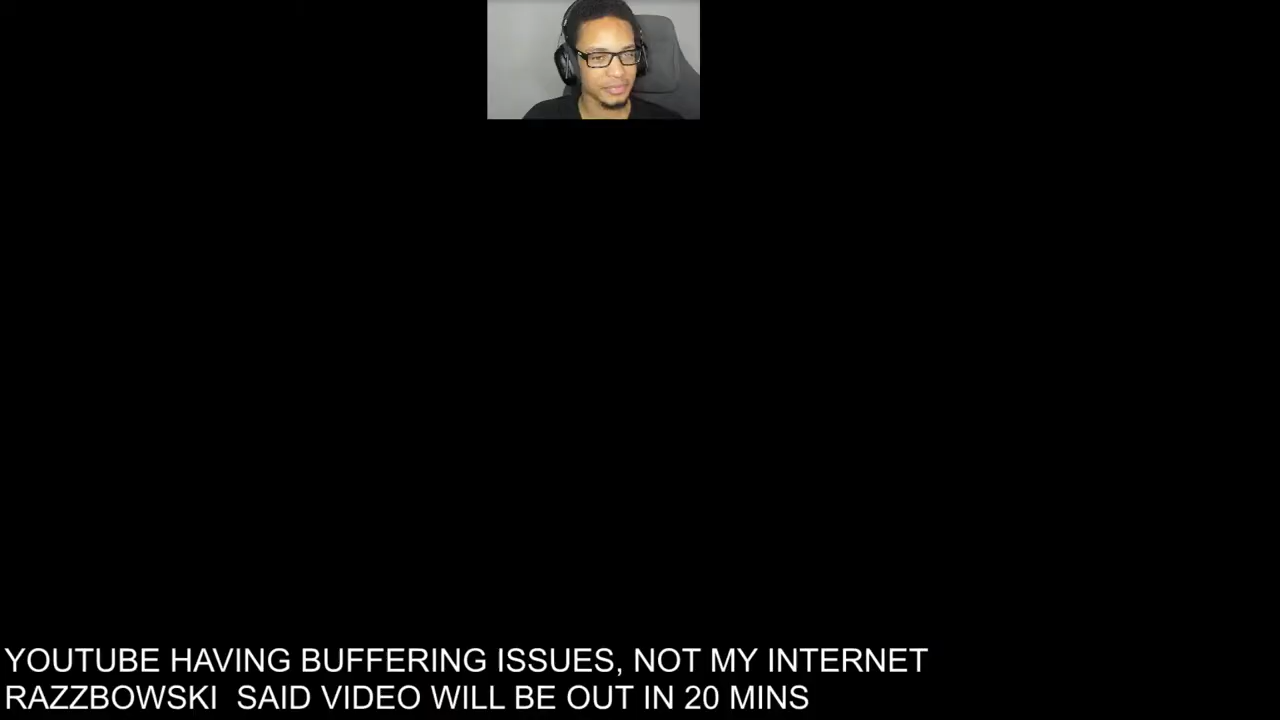 YOUTUBE HAVING BUFFERING ISSUES, NOT MY INTERNET
RAZZBOWSKI  SAID VIDEO WILL BE OUT IN 20 MINS